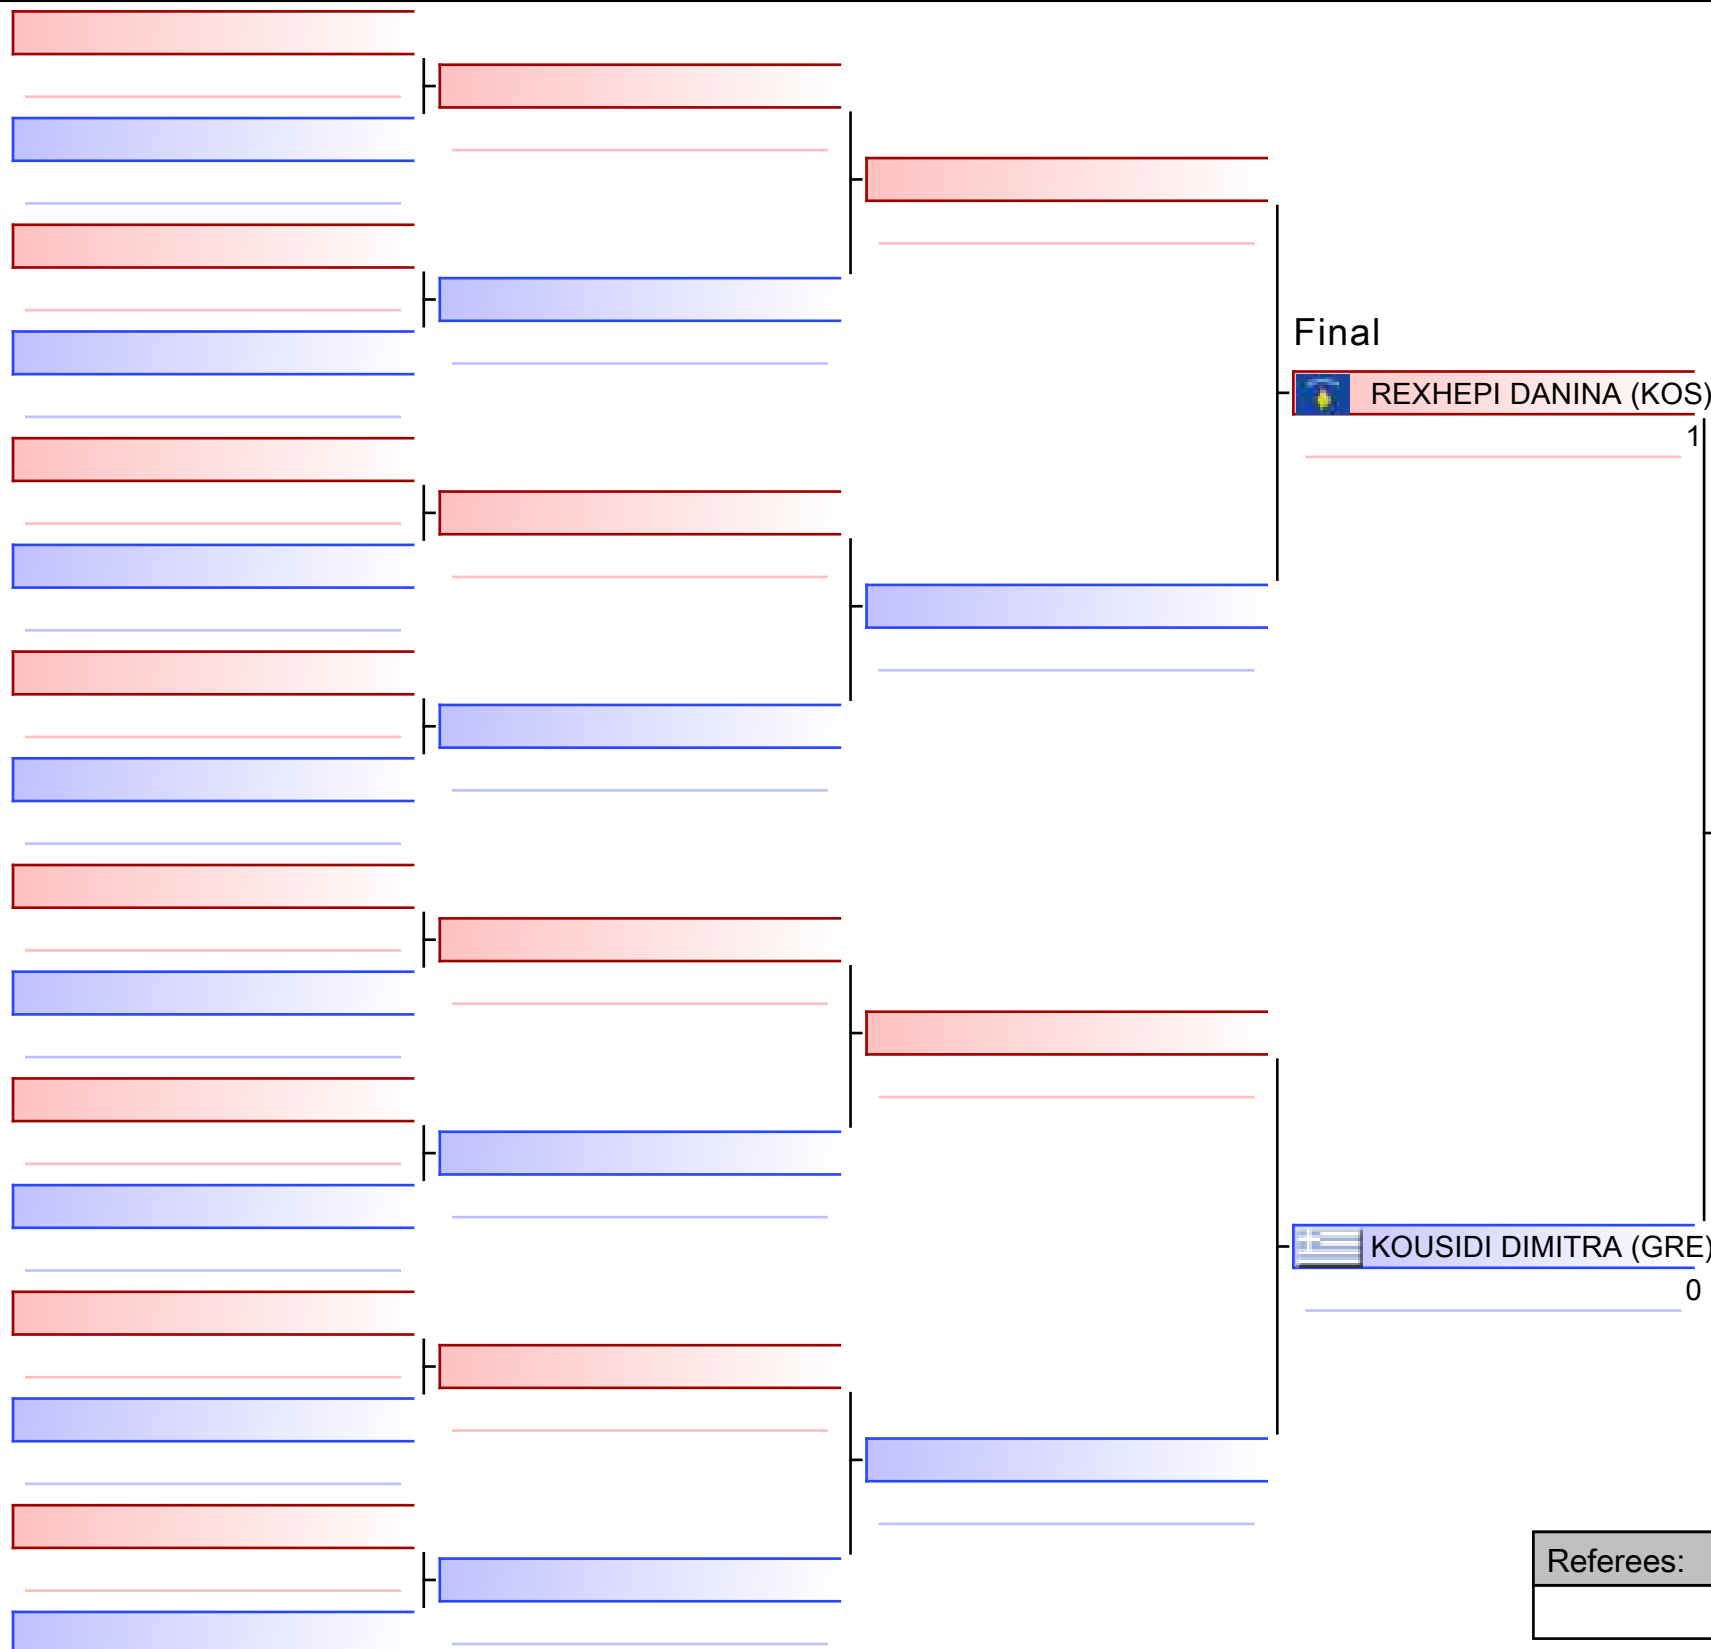 Final
REXHEPI DANINA (KOS)
1
KOUSIDI DIMITRA (GRE)
0
Referees: